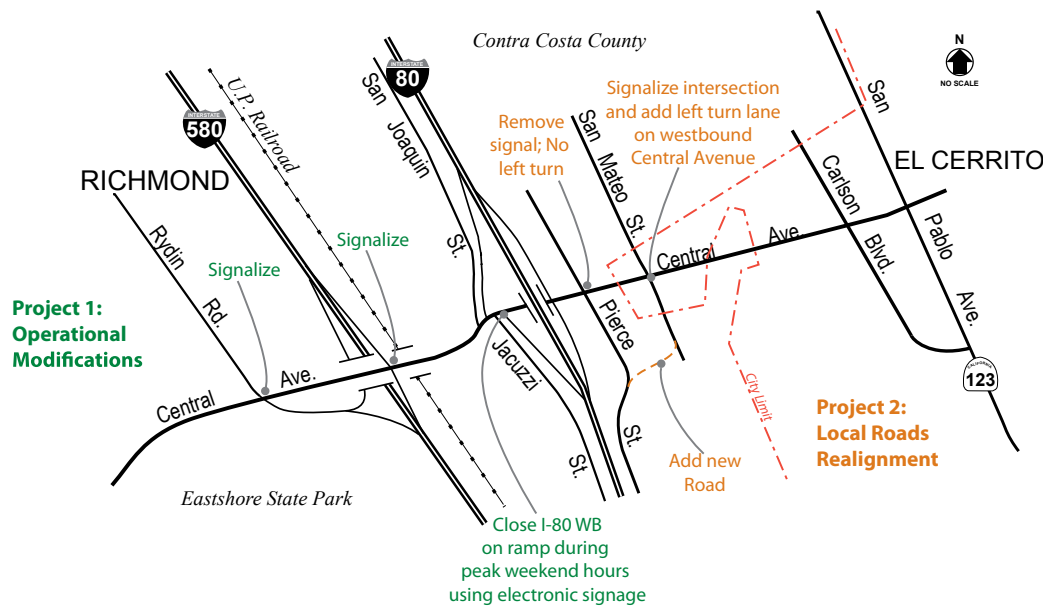 Contra Costa County
N
NO SCALE
INTERSTATE
80
INTERSTATE
580
U.P. Railroad
San
Joaquin
St.
Remove
signal; No
left turn
Signalize intersection
and add left turn lane
on westbound
Central Avenue
San
Mateo
St.
San
Pablo
Ave.
Carlson
Blvd.
EL CERRITO
RICHMOND
Rydin
Rd.
Signalize
Signalize
Central
Ave.
Project 1:
Operational
Modifications
Central
Ave.
Pierce
St.
Jacuzzi
St.
City Limit
CALIFORNIA
123
Project 2:
Local Roads
Realignment
Add new
Road
Eastshore State Park
Close I-80 WB
on ramp during
peak weekend hours
using electronic signage